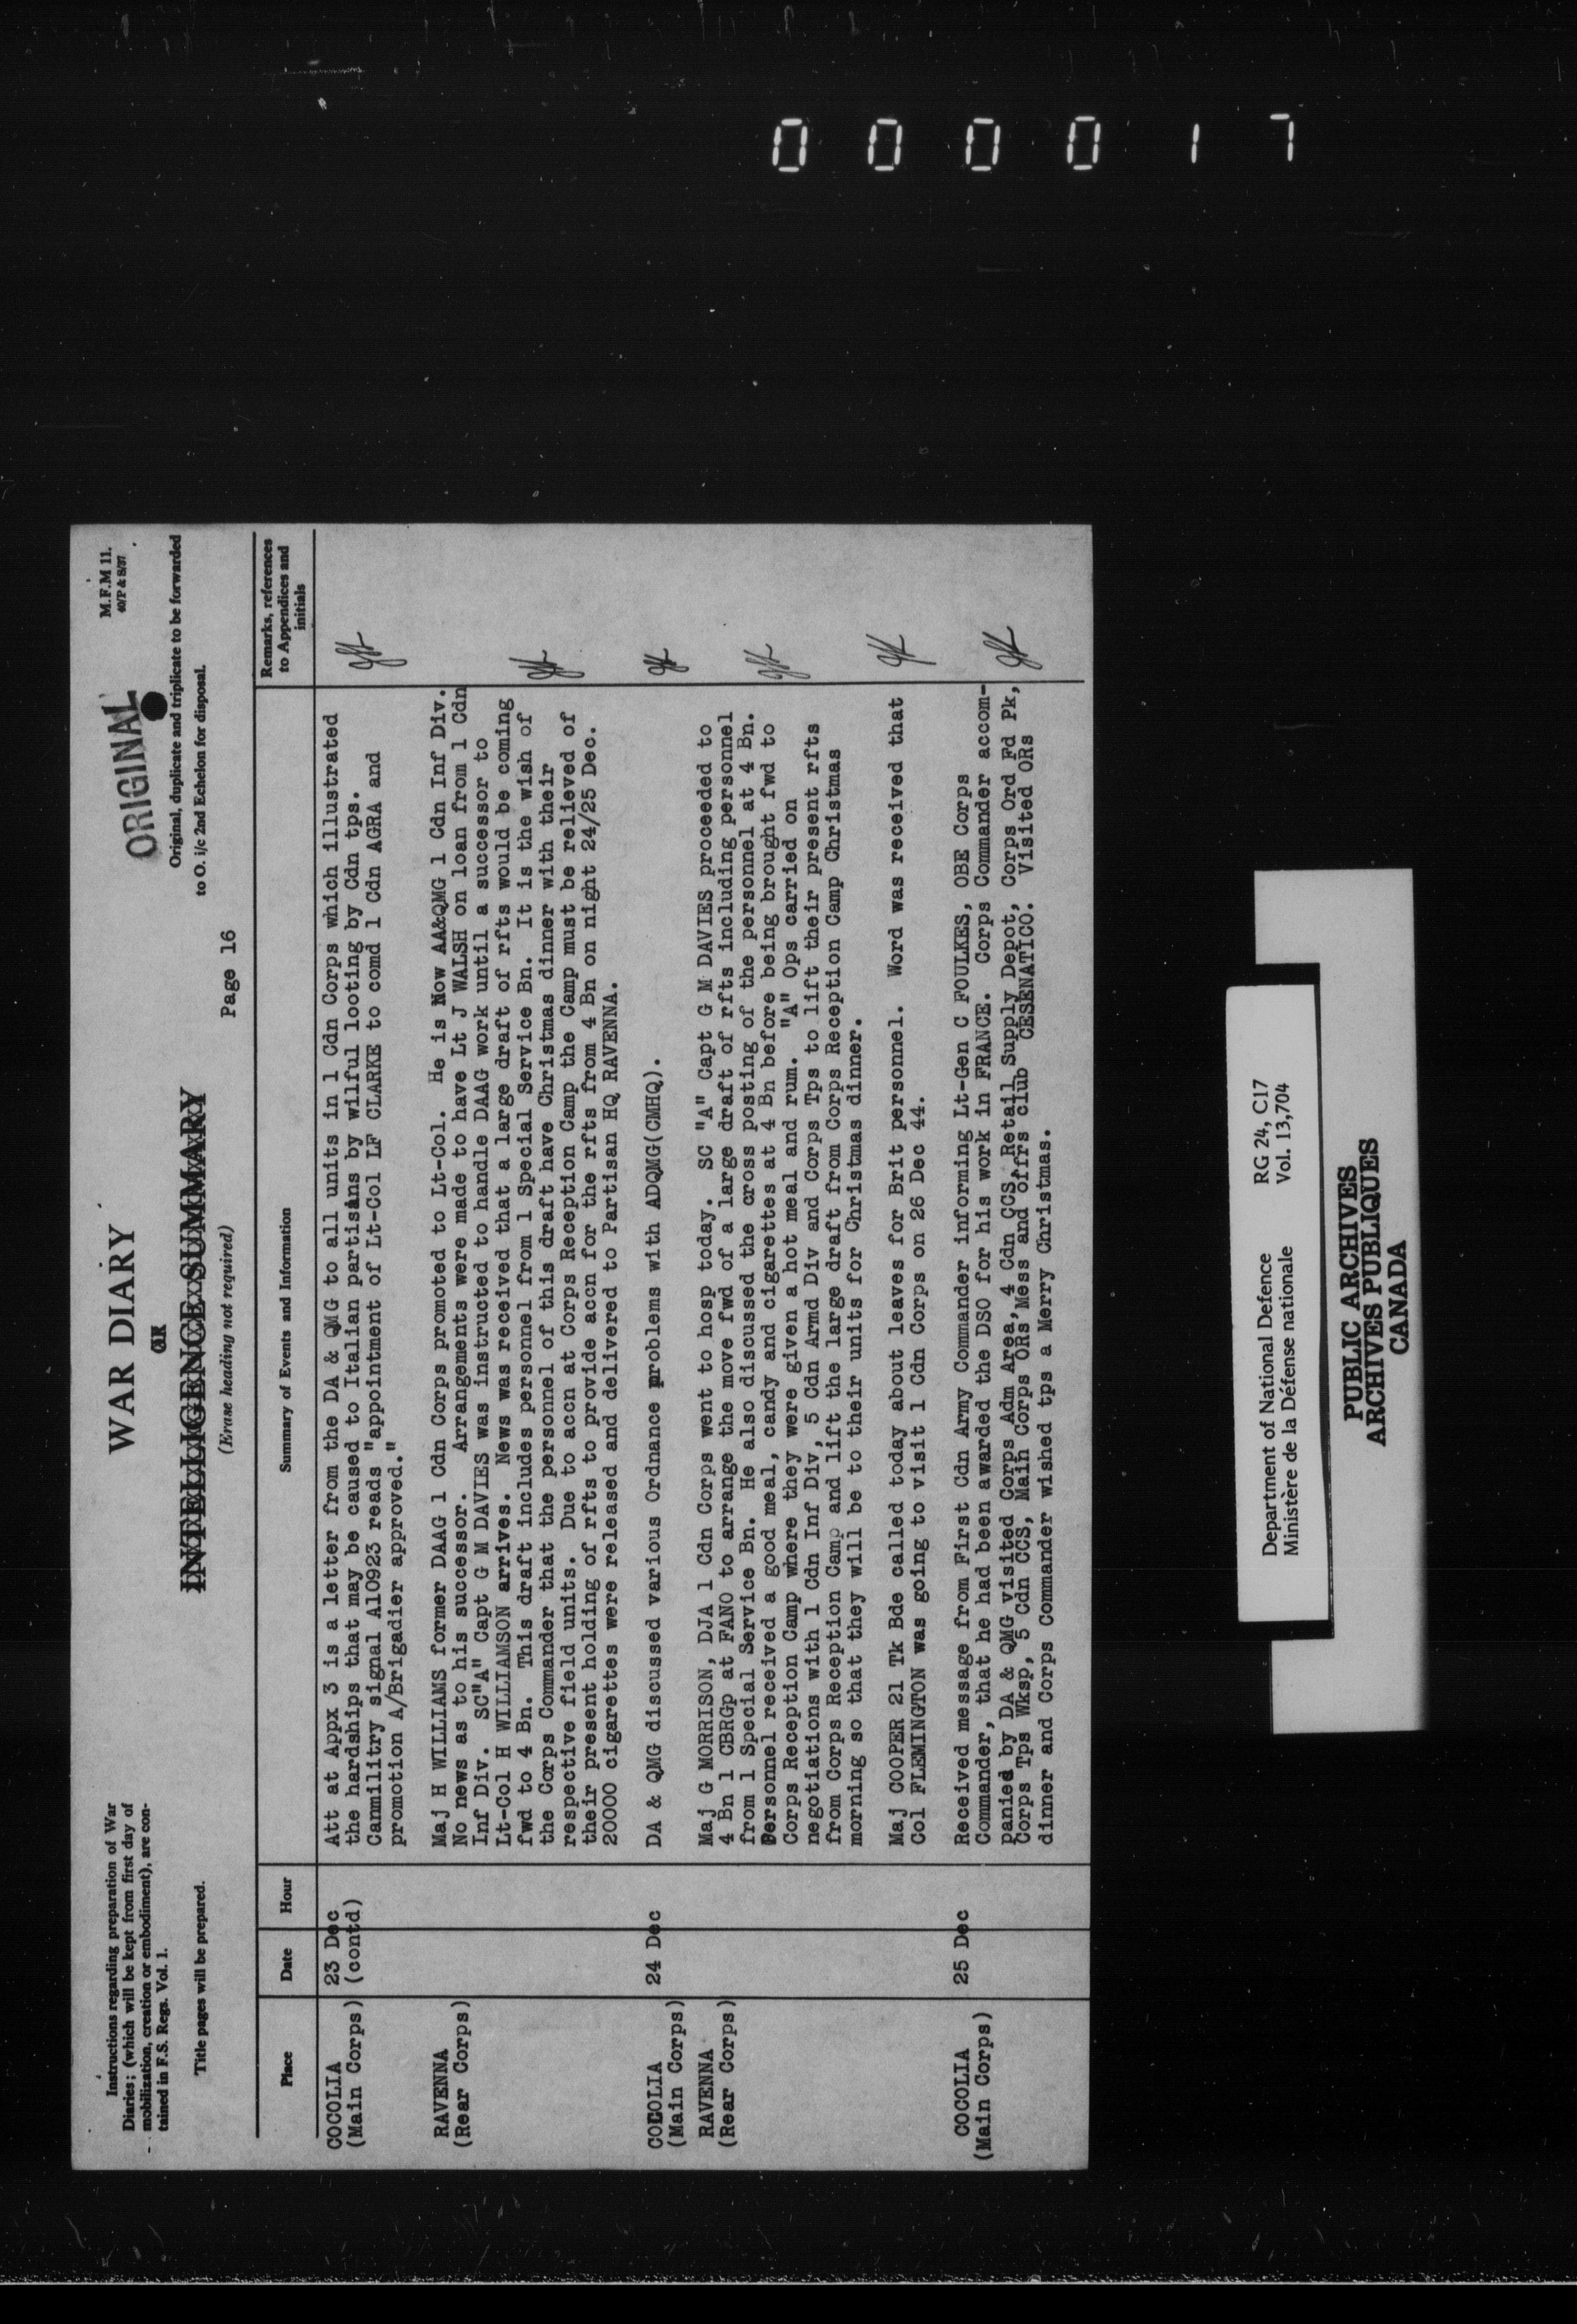 000017
Instructions regarding preparation of War
Diaries; (which will be kept from first day of
mobilization, creation or embodiment), are con-
tained in F.S. Regs. Vol. 1.
Title pages will be prepared.
WAR DIARY
OR
INTELLIGENCE SUMMARY
(Erase heading not required)
Page 16
ORIGINAL
M.F.M 11.
Original, duplicate and triplicate to be forwarded
to O. i/c 2nd Echelon for disposal.
Place Date Hour Summary of Events and Information Remarks, references
to Appendices and
initials
COCOLIA 23 Dec Att at Appx 3 is a letter from the DA & QMG to all units in 1 Cdn Corps which illustrated
(Main Corps) (contd) the hardships that may be caused to Italian partisans by wilful looting by Cdn tps.
Canmilitry signal A10923 reads "appointment of Lt-Col LF CLARKE to comd 1 Cdn AGRA and
promotion A/Brigadier approved."
RAVENNA Maj H WILLIAMS former DAAG 1 Cdn Corps promoted to Lt-Col. He is Now AA&QMG 1 Cdn Inf Div.
(Rear Corps) No news as to his successor. Arrangements were made to have Lt J WALSH on loan from 1 Cdn
Inf Div. SC"A" Capt G M DAVIES was instructed to handle DAAG work until a successor to
Lt-Col H WILLIAMSON arrives. News was received that a large draft of rfts would be coming
fwd to 4 Bn. This draft includes personnel from 1 Special Service Bn. It is the wish of
the Corps Commander that the personnel of this draft have Christmas dinner with their
respective field units. Due to accn at Corps Reception Camp the Camp must be relieved of
their present holding of rfts to provide accn for the rfts from 4 Bn on night 24/25 Dec.
20000 cigarettes were released and delivered to Partisan HQ RAVENNA.
COCOLIA 24 Dec DA & QMG discussed various Ordnance problems with ADQMG(CMHQ).
(Main Corps)
RAVENNA Maj G MORRISON, DJA 1 Cdn Corps went to hosp today. SC "A" Capt G M DAVIES proceeded to
(Rear Corps) 4 Bn 1 CBRGp at FANO to arrange the move fwd of a large draft of rfts including personnel
from 1 Special Service Bn. He also discussed the cross posting of the personnel at 4 Bn.
Personnel received a good meal, candy and cigarettes at 4 Bn before being brought fwd to
Corps Reception Camp where they were given a hot meal and rum. "A" Ops carried on
negotiations with 1 Cdn Inf Div, 5 Cdn Armd Div and Corps Tps to lift their present rfts
from Corps Reception Camp and lift the large draft from Corps Reception Camp Christmas
morning so that they will be to their units for Christmas dinner.
Maj COOPER 21 Tk Bde called today about leaves for Brit personnel. Word was received that
Col FLEMINGTON was going to visit 1 Cdn Corps on 26 Dec 44.
COCOLIA 25 Dec Received message from First Cdn Army Commander informing Lt-Gen C FOULKES, OBE Corps
(Main Corps) Commander, that he had been awarded the DSO for his work in FRANCE. Corps Commander accom-
panied by DA & QMG visited Corps Adm Area, 4 Cdn CCS, Retail Supply Depot, Corps Ord Fd Pk,
Corps Tps Wksp, 5 Cdn CCS, Main Corps ORs Mess and offrs club CESENATICO. Visited ORs
dinner and Corps Commander wished tps a Merry Christmas.
Department of National Defence RG 24, C17
Ministère de la Défense nationale Vol. 13,704
PUBLIC ARCHIVES
ARCHIVES PUBLIQUES
CANADA